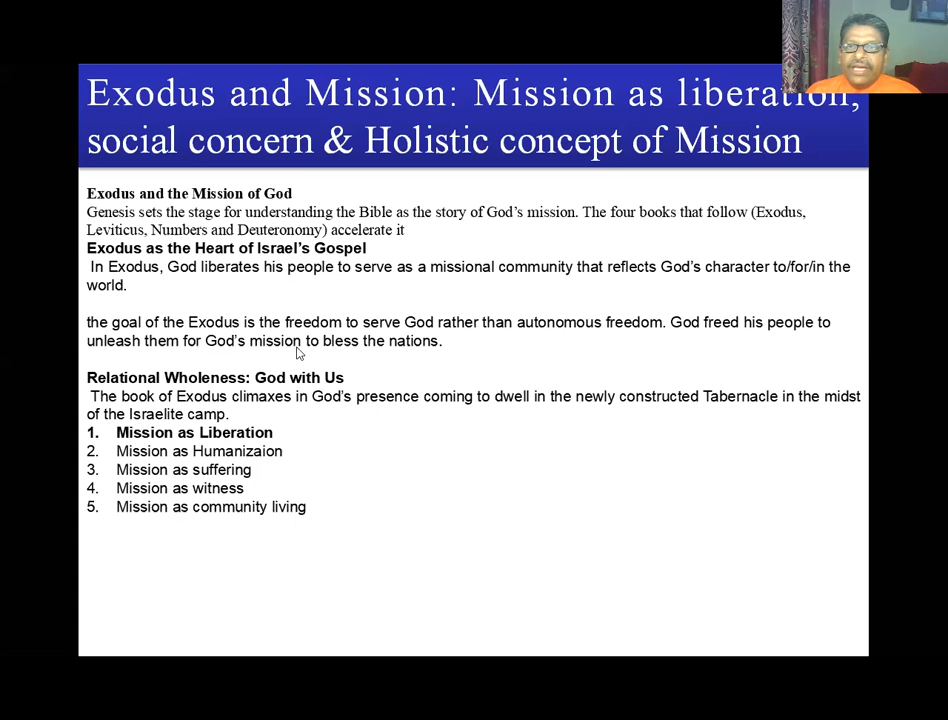 Exodus and Mission: Mission as liberation,
social concern & Holistic concept of Mission
Exodus and the Mission of God
Genesis sets the stage for understanding the Bible as the story of God’s mission. The four books that follow (Exodus,
Leviticus, Numbers and Deuteronomy) accelerate it
Exodus as the Heart of Israel’s Gospel
In Exodus, God liberates his people to serve as a missional community that reflects God’s character to/for/in the
world.
the goal of the Exodus is the freedom to serve God rather than autonomous freedom. God freed his people to
unleash them for God’s mission to bless the nations.
Relational Wholeness: God with Us
The book of Exodus climaxes in God’s presence coming to dwell in the newly constructed Tabernacle in the midst
of the Israelite camp.
1. Mission as Liberation
2. Mission as Humanizaion
3. Mission as suffering
4. Mission as witness
5. Mission as community living